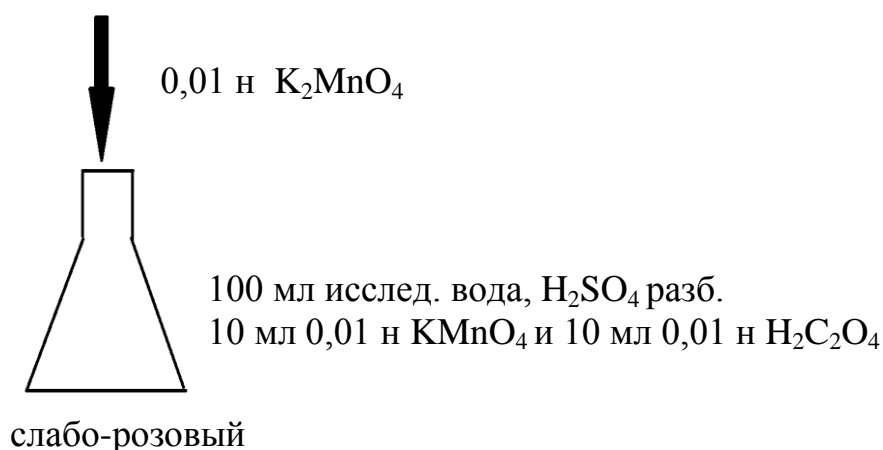 0,01 н K₂MnO₄
100 мл исслед. вода, H₂SO₄ разб.
10 мл 0,01 н KMnO₄ и 10 мл 0,01 н H₂C₂O₄
слабо-розовый